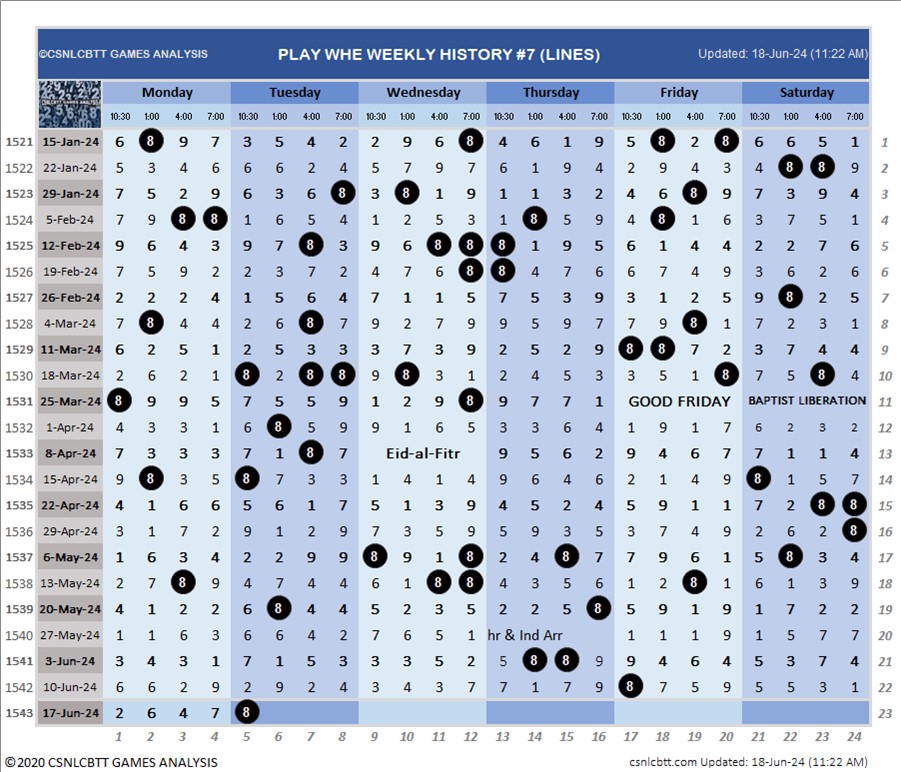 ©CSNLCBTT GAMES ANALYSIS PLAY WHE WEEKLY HISTORY #7 (LINES) Updated: 18-Jun-24 (11:22 AM)
Monday Tuesday Wednesday Thursday Friday Saturday
10:30 1:00 4:00 7:00 10:30 1:00 4:00 7:00 10:30 1:00 4:00 7:00 10:30 1:00 4:00 7:00 10:30 1:00 4:00 7:00 10:30 1:00 4:00 7:00
1521 15-Jan-24 6 8 9 7 3 5 4 2 2 9 6 8 4 6 1 9 5 8 2 8 6 6 5 1 1
1522 22-Jan-24 5 3 4 6 6 6 2 4 5 7 9 7 6 1 9 4 2 9 4 3 4 8 8 9 2
1523 29-Jan-24 7 5 2 9 6 3 6 8 3 8 1 9 1 1 3 2 4 6 8 9 7 3 9 4 3
1524 5-Feb-24 7 9 8 8 1 6 5 4 1 2 5 3 1 8 5 9 4 8 1 6 3 7 5 1 4
1525 12-Feb-24 9 6 4 3 9 7 8 3 9 6 8 8 8 1 9 5 6 1 4 4 2 2 7 6 5
1526 19-Feb-24 7 5 9 2 2 3 7 2 4 7 6 8 8 4 7 6 6 7 4 9 3 6 2 6 6
1527 26-Feb-24 2 2 2 4 1 5 6 4 7 1 1 5 7 5 3 9 3 1 2 5 9 8 2 5 7
1528 4-Mar-24 7 8 4 4 2 6 8 7 9 2 7 9 9 5 9 7 7 9 8 1 7 2 3 1 8
1529 11-Mar-24 6 2 5 1 2 5 3 3 3 7 3 9 2 5 2 9 8 8 7 2 3 7 4 4 9
1530 18-Mar-24 2 6 2 1 8 2 8 8 9 8 3 1 2 4 5 3 3 5 1 8 7 5 8 4 10
1531 25-Mar-24 8 9 9 5 7 5 5 9 1 2 9 8 9 7 7 1 GOOD FRIDAY BAPTIST LIBERATION 11
1532 1-Apr-24 4 3 3 1 6 8 5 9 9 1 6 5 3 3 6 4 1 9 1 7 6 2 3 2 12
1533 8-Apr-24 7 3 3 3 7 1 8 7 Eid-al-Fitr 9 5 6 2 9 4 6 7 7 1 1 4 13
1534 15-Apr-24 2 8 3 5 8 7 3 3 1 4 1 4 9 3 4 6 2 1 4 9 8 1 5 7 14
1535 22-Apr-24 4 1 6 6 5 6 1 7 5 1 3 9 4 5 2 4 5 9 1 1 7 2 8 8 15
1536 29-Apr-24 3 1 7 2 9 1 2 9 7 3 5 9 5 9 3 5 3 7 4 9 2 6 2 8 16
1537 6-May-24 1 6 3 4 2 2 9 9 8 9 1 8 2 4 8 7 7 9 6 1 5 8 3 4 17
1538 13-May-24 2 7 8 9 4 7 4 4 6 1 8 8 4 3 5 6 1 2 8 1 6 1 3 9 18
1539 20-May-24 4 1 2 2 6 8 4 4 5 2 3 5 2 2 5 8 5 9 1 9 1 7 2 2 19
1540 27-May-24 1 1 6 3 6 6 4 2 7 6 5 1 hr & Ind Arr 1 1 1 9 1 5 7 7 20
1541 3-Jun-24 3 4 3 1 7 1 5 3 3 3 5 2 5 8 8 9 9 4 6 4 5 3 7 4 21
1542 10-Jun-24 6 6 2 9 2 9 2 4 3 4 3 7 7 1 7 9 8 7 5 9 5 5 3 1 22
1543 17-Jun-24 2 6 4 7 8 23
1 2 3 4 5 6 7 8 9 10 11 12 13 14 15 16 17 18 19 20 21 22 23 24
©2020 CSNLCBTT GAMES ANALYSIS csnlcbtt.com Updated: 18-Jun-24 (11:22 AM)